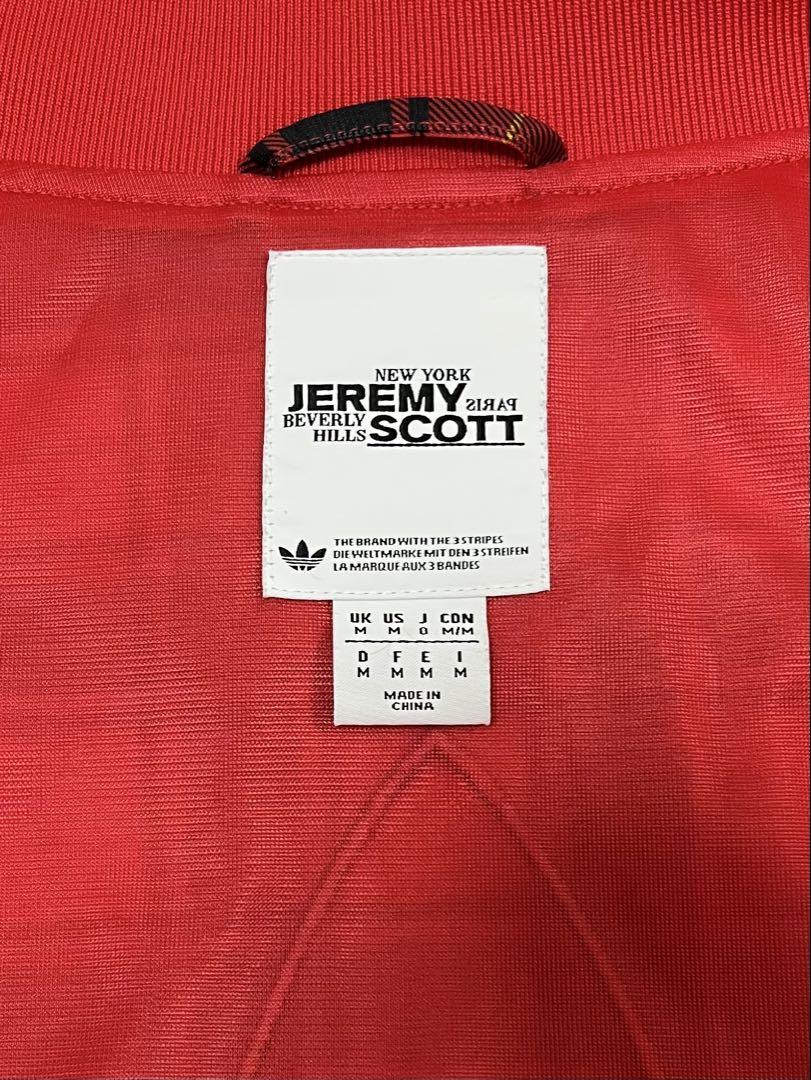 NEW YORK
JEREMY PARIS
BEVERLY
HILLS SCOTT
THE BRAND WITH THE 3 STRIPES
DIE WELTMARKE MIT DEN 3 STREIFEN
LA MARQUE AUX 3 BANDES
UK US J CDN
M M O M/M
D F E I
M M M M
MADE IN
CHINA